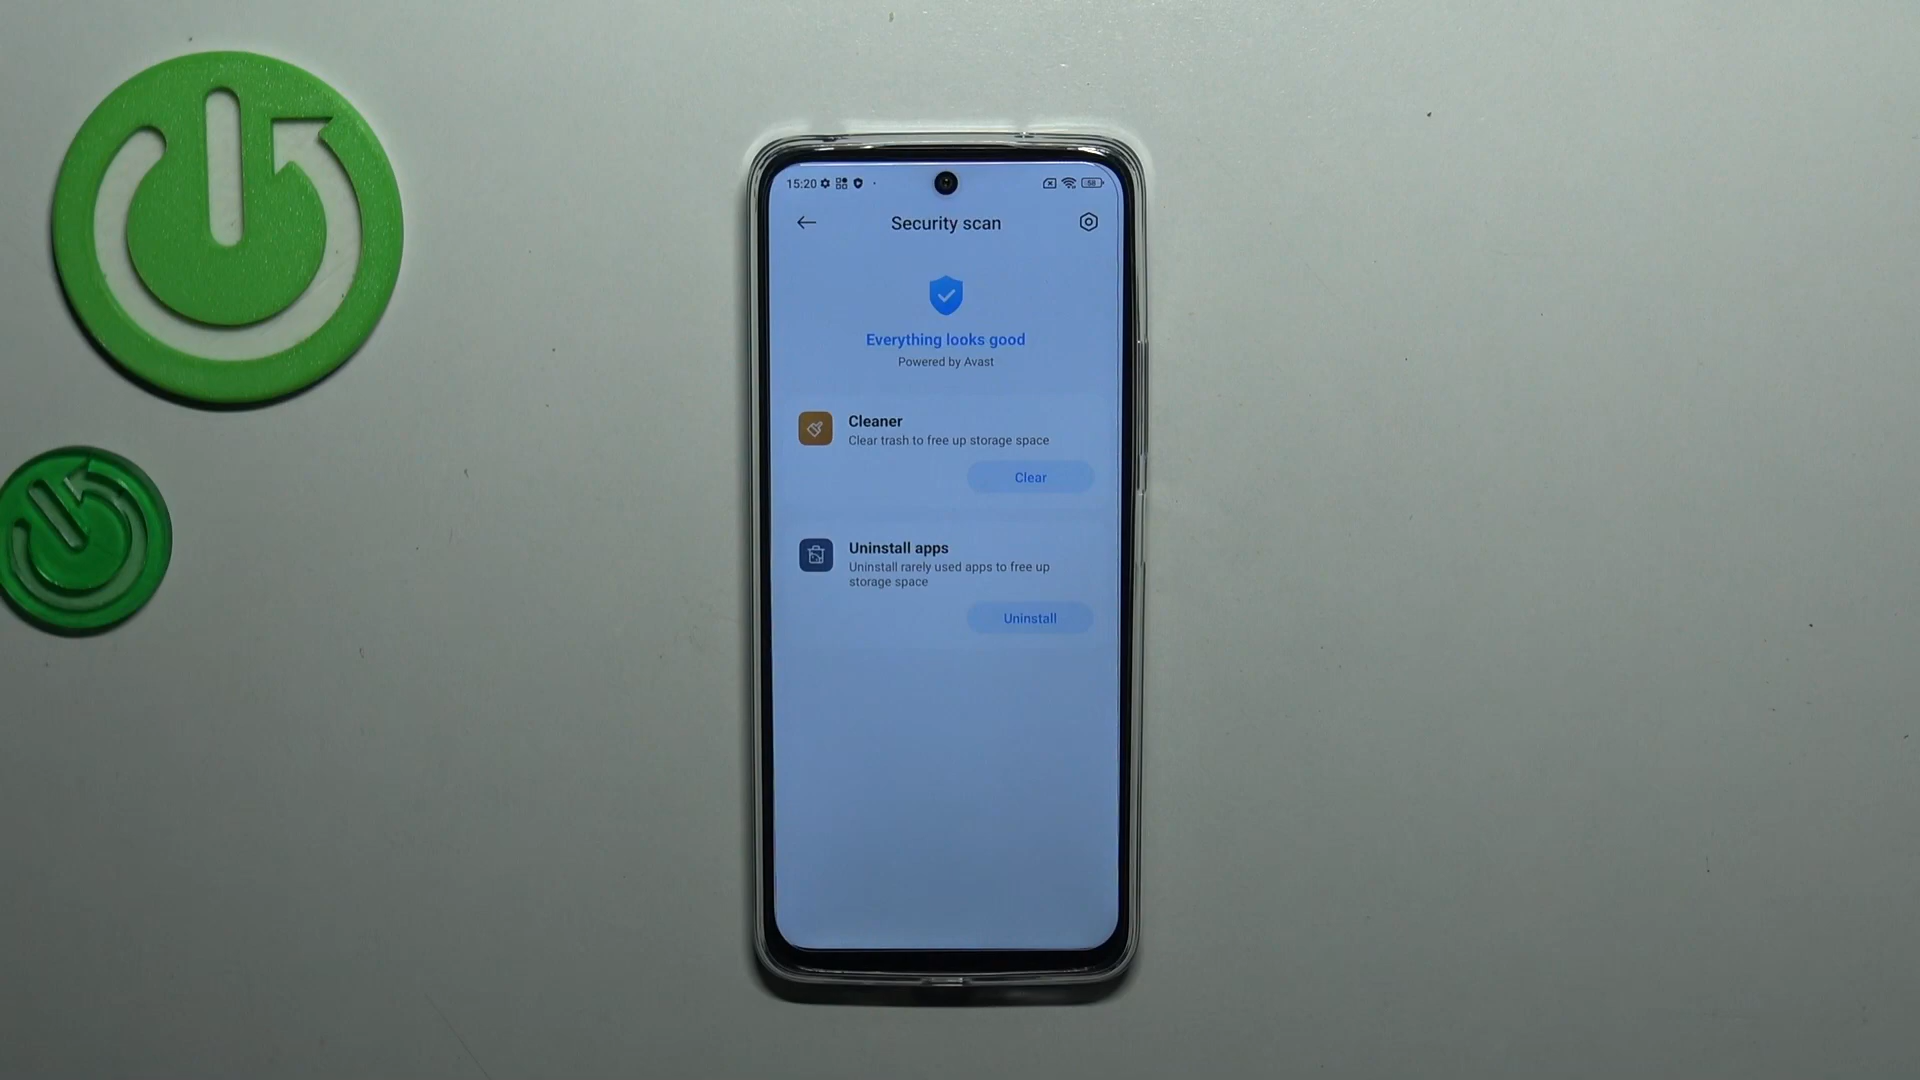 15:20
58
Security scan
Everything looks good
Powered by Avast
Cleaner
Clear trash to free up storage space
Clear
Uninstall apps
Uninstall rarely used apps to free up
storage space
Uninstall